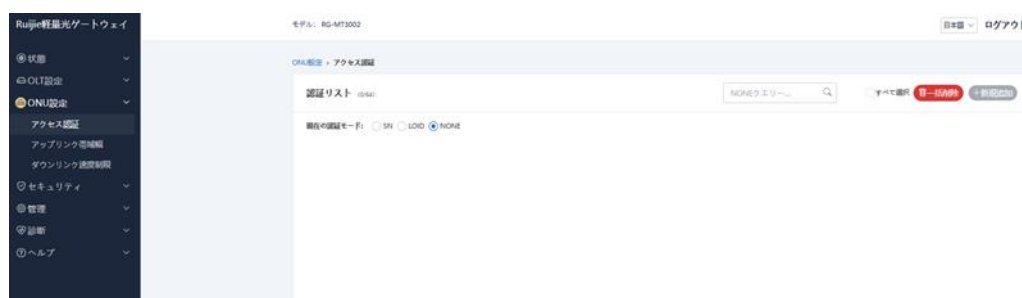 Ruijie軽量光ゲートウェイ
モデル: RG-MT3002
日本語
ログアウト
状態
OLT設定
ONU設定
アクセス認証
アップリンク帯域幅
ダウンリンク速度制限
セキュリティ
管理
診断
ヘルプ
ONU設定 > アクセス認証
認証リスト (0/64)
NONEクエリー...
すべて選択
一括削除
+新規追加
現在の認証モード: SN LOID NONE